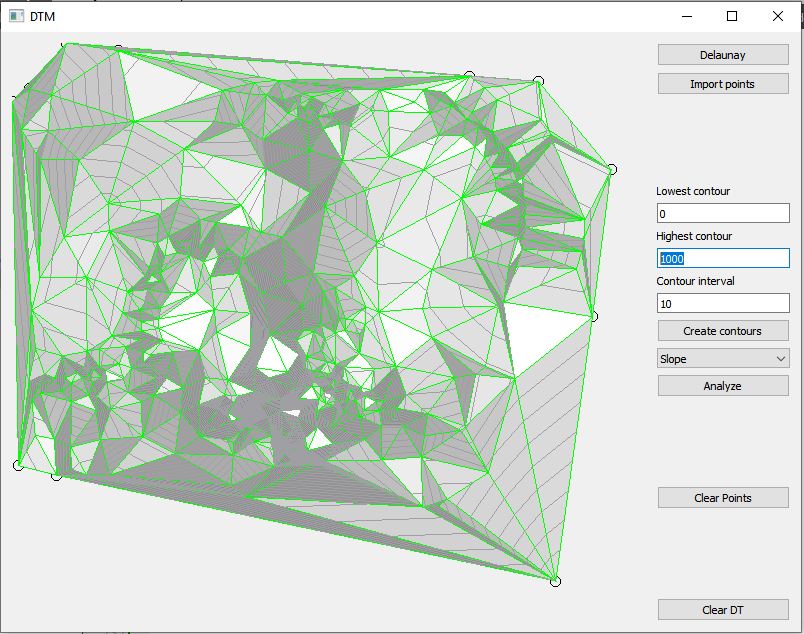 DTM
Delaunay
Import points
Lowest contour
0
Highest contour
1000
Contour interval
10
Create contours
Slope
Analyze
Clear Points
Clear DT